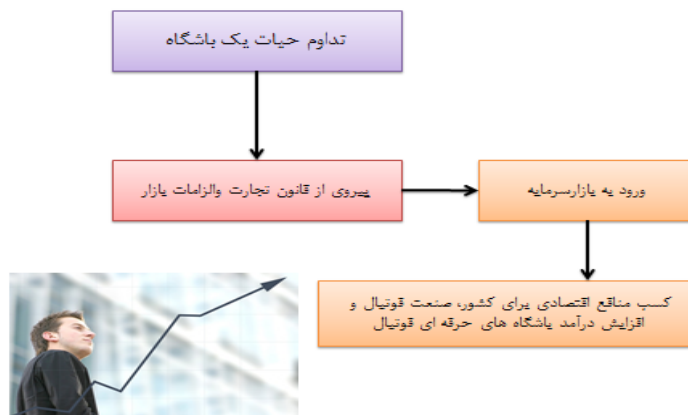 تداوم حیات یک باشگاه
پیروی از قانون تجارت والزامات بازار
ورود به بازارسرمایه
کسب منافع اقتصادی برای کشور، صنعت فوتبال و
افزایش درآمد باشگاه های حرفه ای فوتبال